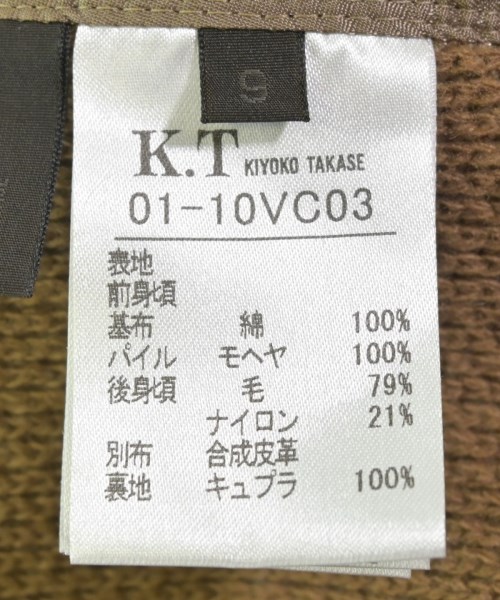 9
K.T KIYOKO TAKASE
01-10VC03
表地
前身頃
基布 綿 100%
パイル モヘヤ 100%
後身頃 毛 79%
ナイロン 21%
別布 合成皮革
裏地 キュプラ 100%